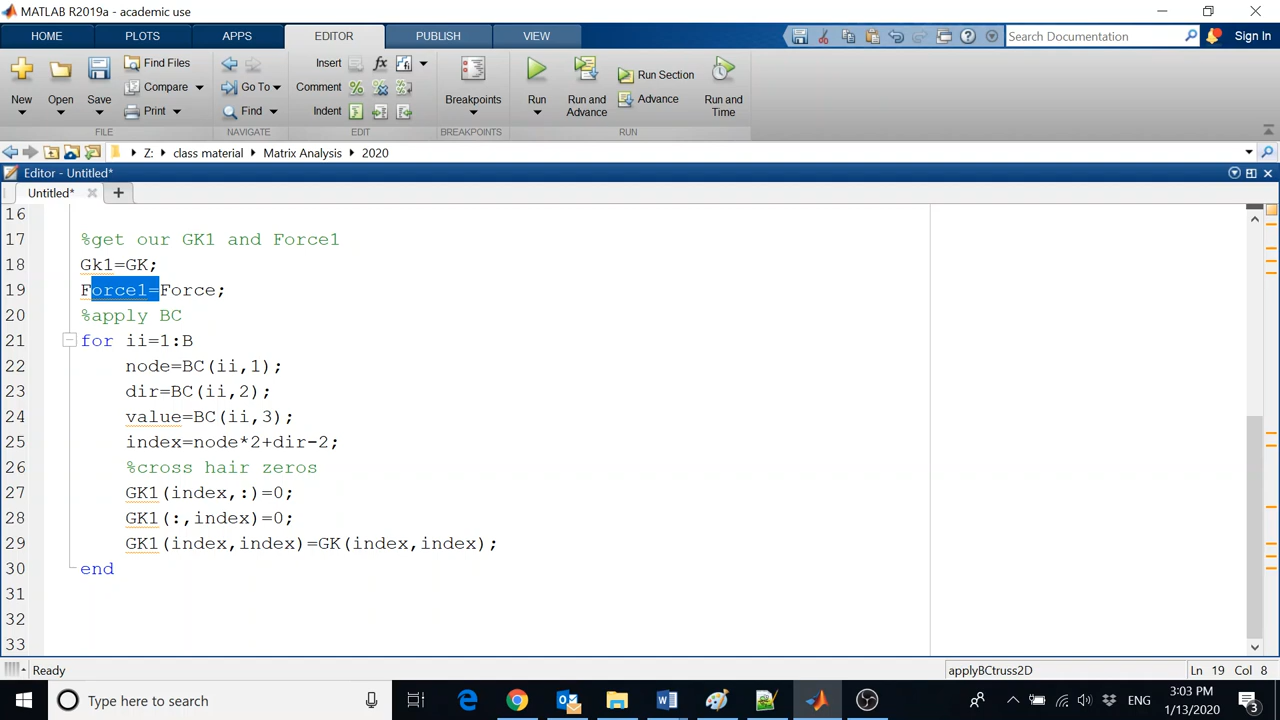 MATLAB R2019a - academic use
HOME PLOTS APPS EDITOR PUBLISH VIEW Search Documentation Sign In
New Open Save Find Files Compare Print
Go To Find
Insert fx
Comment
Indent
Breakpoints Run Run and Advance Run Section Advance Run and Time
FILE NAVIGATE EDIT BREAKPOINTS RUN
Z: class material Matrix Analysis 2020
Editor - Untitled*
Untitled* +
16
17 %get our GK1 and Force1
18 Gk1=GK;
19 Force1=Force;
20 %apply BC
21 for ii=1:B
22 node=BC(ii,1);
23 dir=BC(ii,2);
24 value=BC(ii,3);
25 index=node*2+dir-2;
26 %cross hair zeros
27 GK1(index,:)=0;
28 GK1(:,index)=0;
29 GK1(index,index)=GK(index,index);
30 end
31
32
33
Ready applyBCtruss2D Ln 19 Col 8
Type here to search ENG 3:03 PM
1/13/2020 3